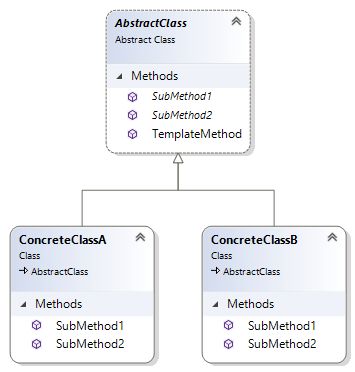 AbstractClass
Abstract Class
Methods
SubMethod1
SubMethod2
TemplateMethod
ConcreteClassA
Class
AbstractClass
Methods
SubMethod1
SubMethod2
ConcreteClassB
Class
AbstractClass
Methods
SubMethod1
SubMethod2